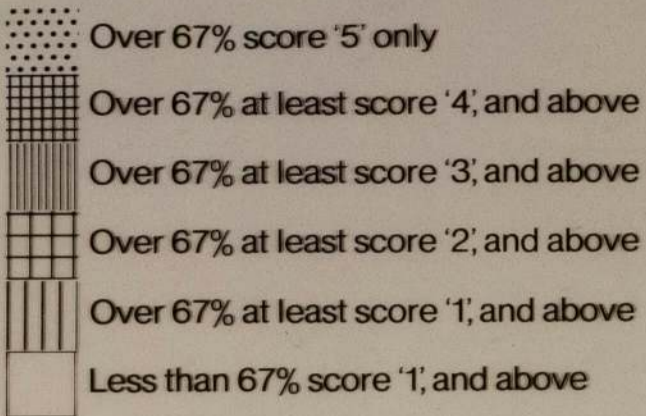 Over 67% score ‘5’ only
Over 67% at least score ‘4’, and above
Over 67% at least score ‘3’, and above
Over 67% at least score ‘2’, and above
Over 67% at least score ‘1’, and above
Less than 67% score ‘1’, and above